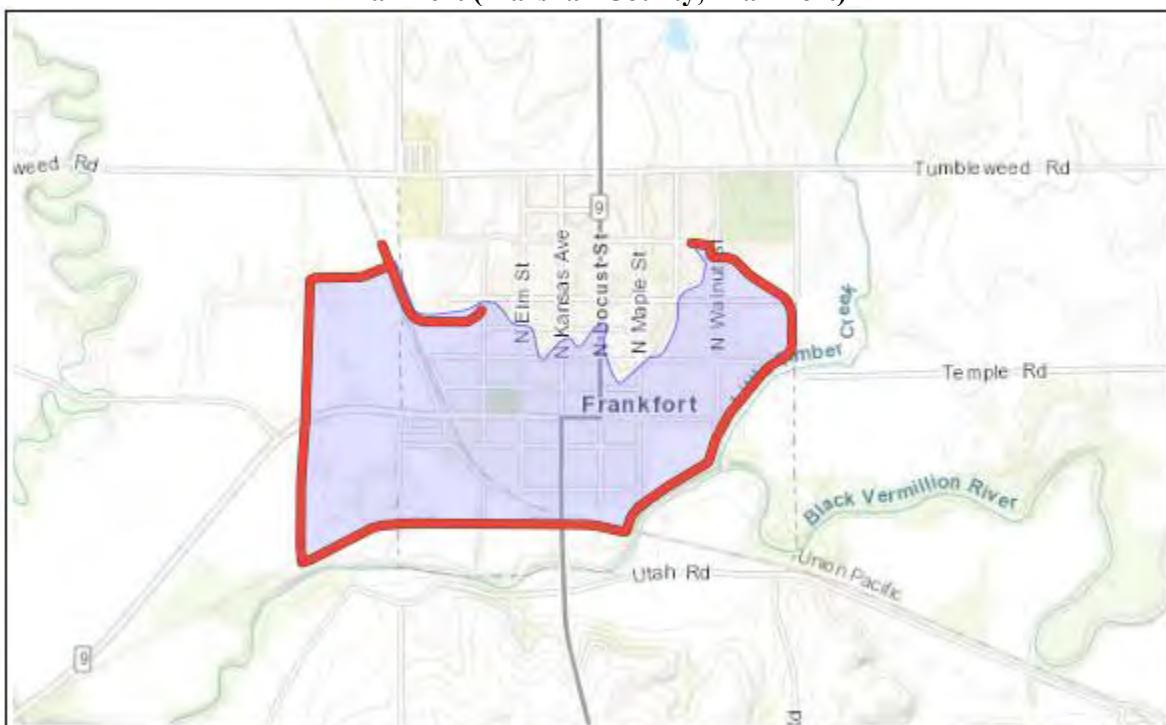 weed Rd
Tumbleweed Rd
9
N Elm St
N Kansas Ave
N Locust St
N Maple St
N Walnut St
Creek
Temple Rd
Frankfort
Black Vermillion River
Union Pacific
Utah Rd
9